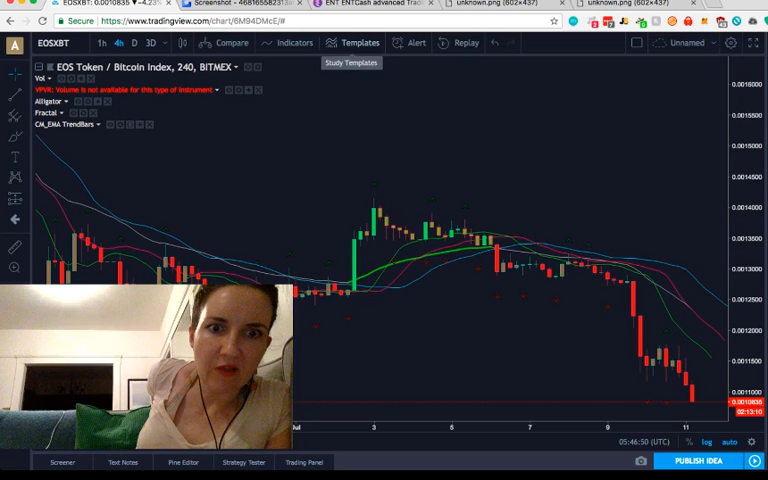 EOSXBT: 0.0010835 ▼ -4.23%
Screenshot - 468165582313
ENT ENTCash advanced Trad
unknown.png (602×437)
unknown.png (602×437)
Secure https://www.tradingview.com/chart/6M94DMcE/#
A EOSXBT 1h 4h D 3D Compare Indicators Templates Alert Replay Unnamed
Study Templates
EOS Token / Bitcoin Index, 240, BITMEX
Vol
VPVR: Volume is not available for this type of instrument
Alligator
Fractal
CM_EMA TrendBars
0.0016000
0.0015500
0.0015000
0.0014500
0.0014000
0.0013500
0.0013000
0.0012500
0.0012000
0.0011500
0.0011000
0.0010835
02:13:10
Jul 3 5 7 9 11
05:46:50 (UTC) % log auto
Screener Text Notes Pine Editor Strategy Tester Trading Panel PUBLISH IDEA